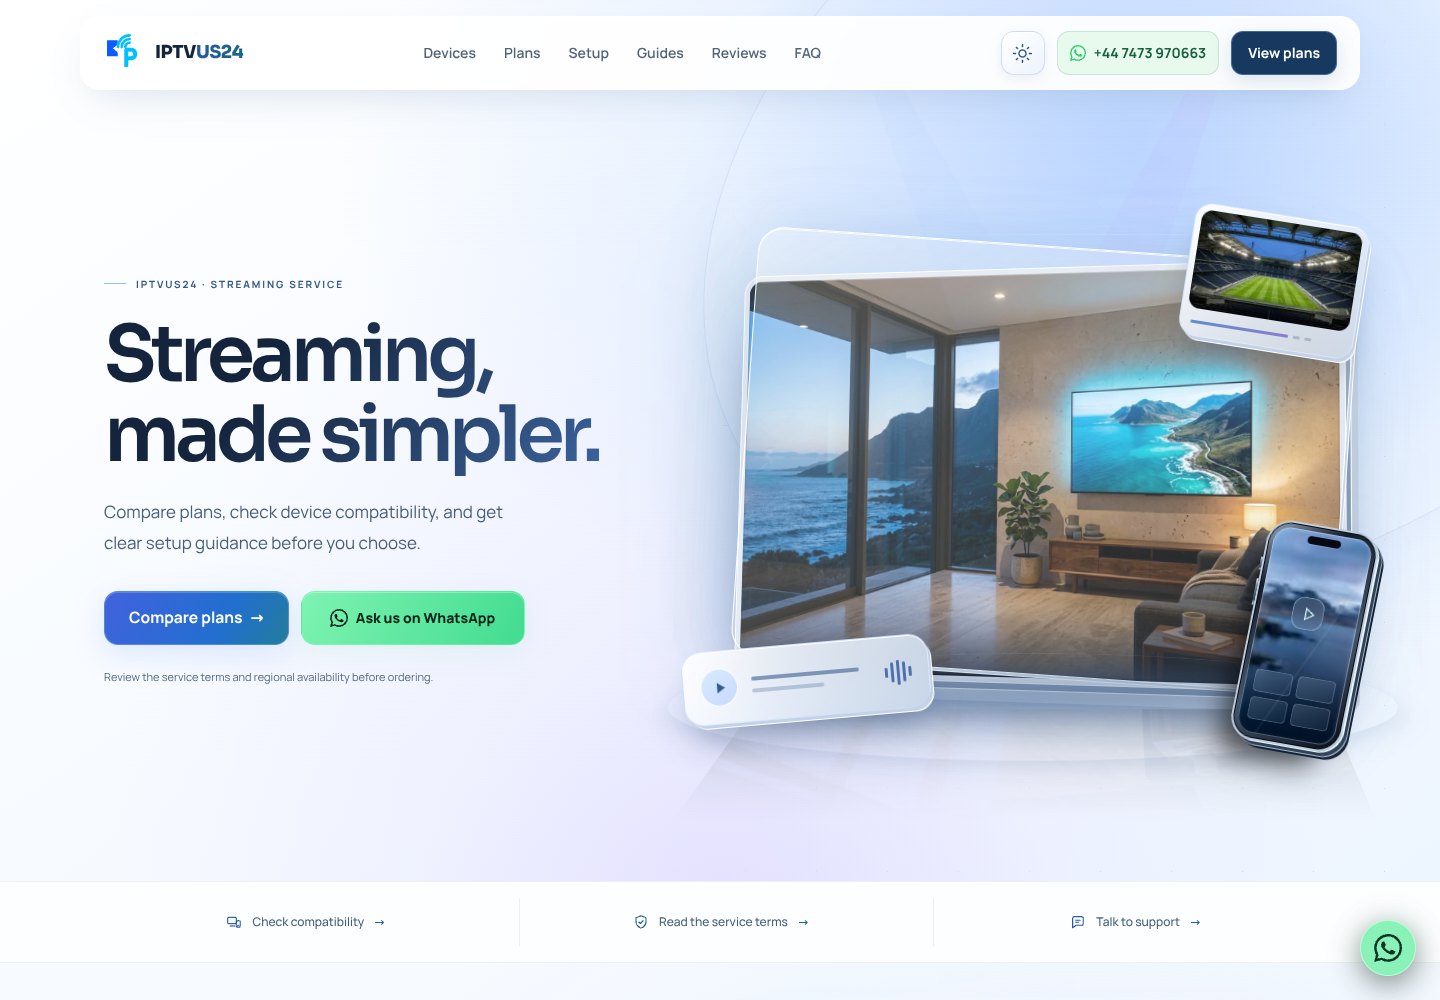 IPTVUS24
Devices
Plans
Setup
Guides
Reviews
FAQ
+44 7473 970663
View plans
IPTVUS24 · STREAMING SERVICE
Streaming,
made simpler.
Compare plans, check device compatibility, and get
clear setup guidance before you choose.
Compare plans →
Ask us on WhatsApp
Review the service terms and regional availability before ordering.
Check compatibility →
Read the service terms →
Talk to support →